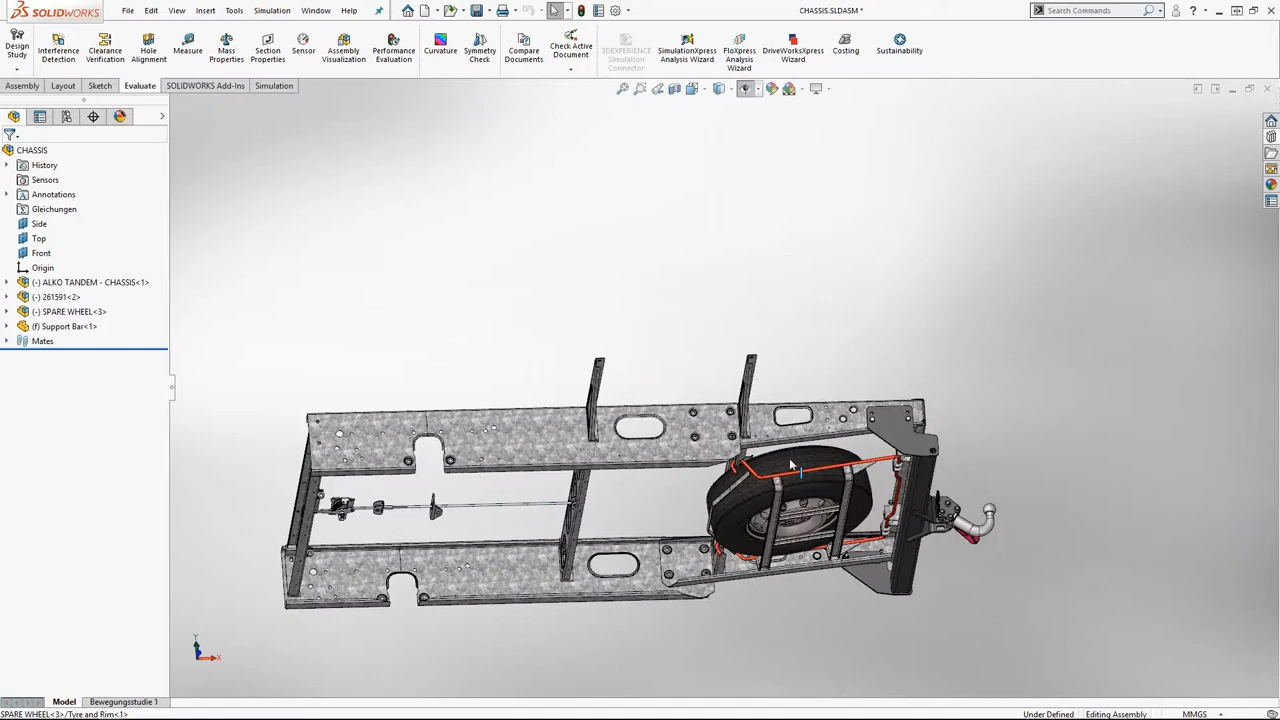 SOLIDWORKS
File Edit View Insert Tools Simulation Window Help
CHASSIS.SLDASM *
Search Commands
Design Study
Interference Detection
Clearance Verification
Hole Alignment
Measure
Mass Properties
Section Properties
Sensor
Assembly Visualization
Performance Evaluation
Curvature
Symmetry Check
Compare Documents
Check Active Document
3DEXPERIENCE Simulation Connector
SimulationXpress Analysis Wizard
FloXpress Analysis Wizard
DriveWorksXpress Wizard
Costing
Sustainability
Assembly Layout Sketch Evaluate SOLIDWORKS Add-Ins Simulation
CHASSIS
History
Sensors
Annotations
Gleichungen
Side
Top
Front
Origin
(-) ALKO TANDEM - CHASSIS<1>
(-) 261591<2>
(-) SPARE WHEEL<3>
(f) Support Bar<1>
Mates
Y
X
Model Bewegungsstudie 1
SPARE WHEEL<3>/Tyre and Rim<1>
Under Defined Editing Assembly MMGS